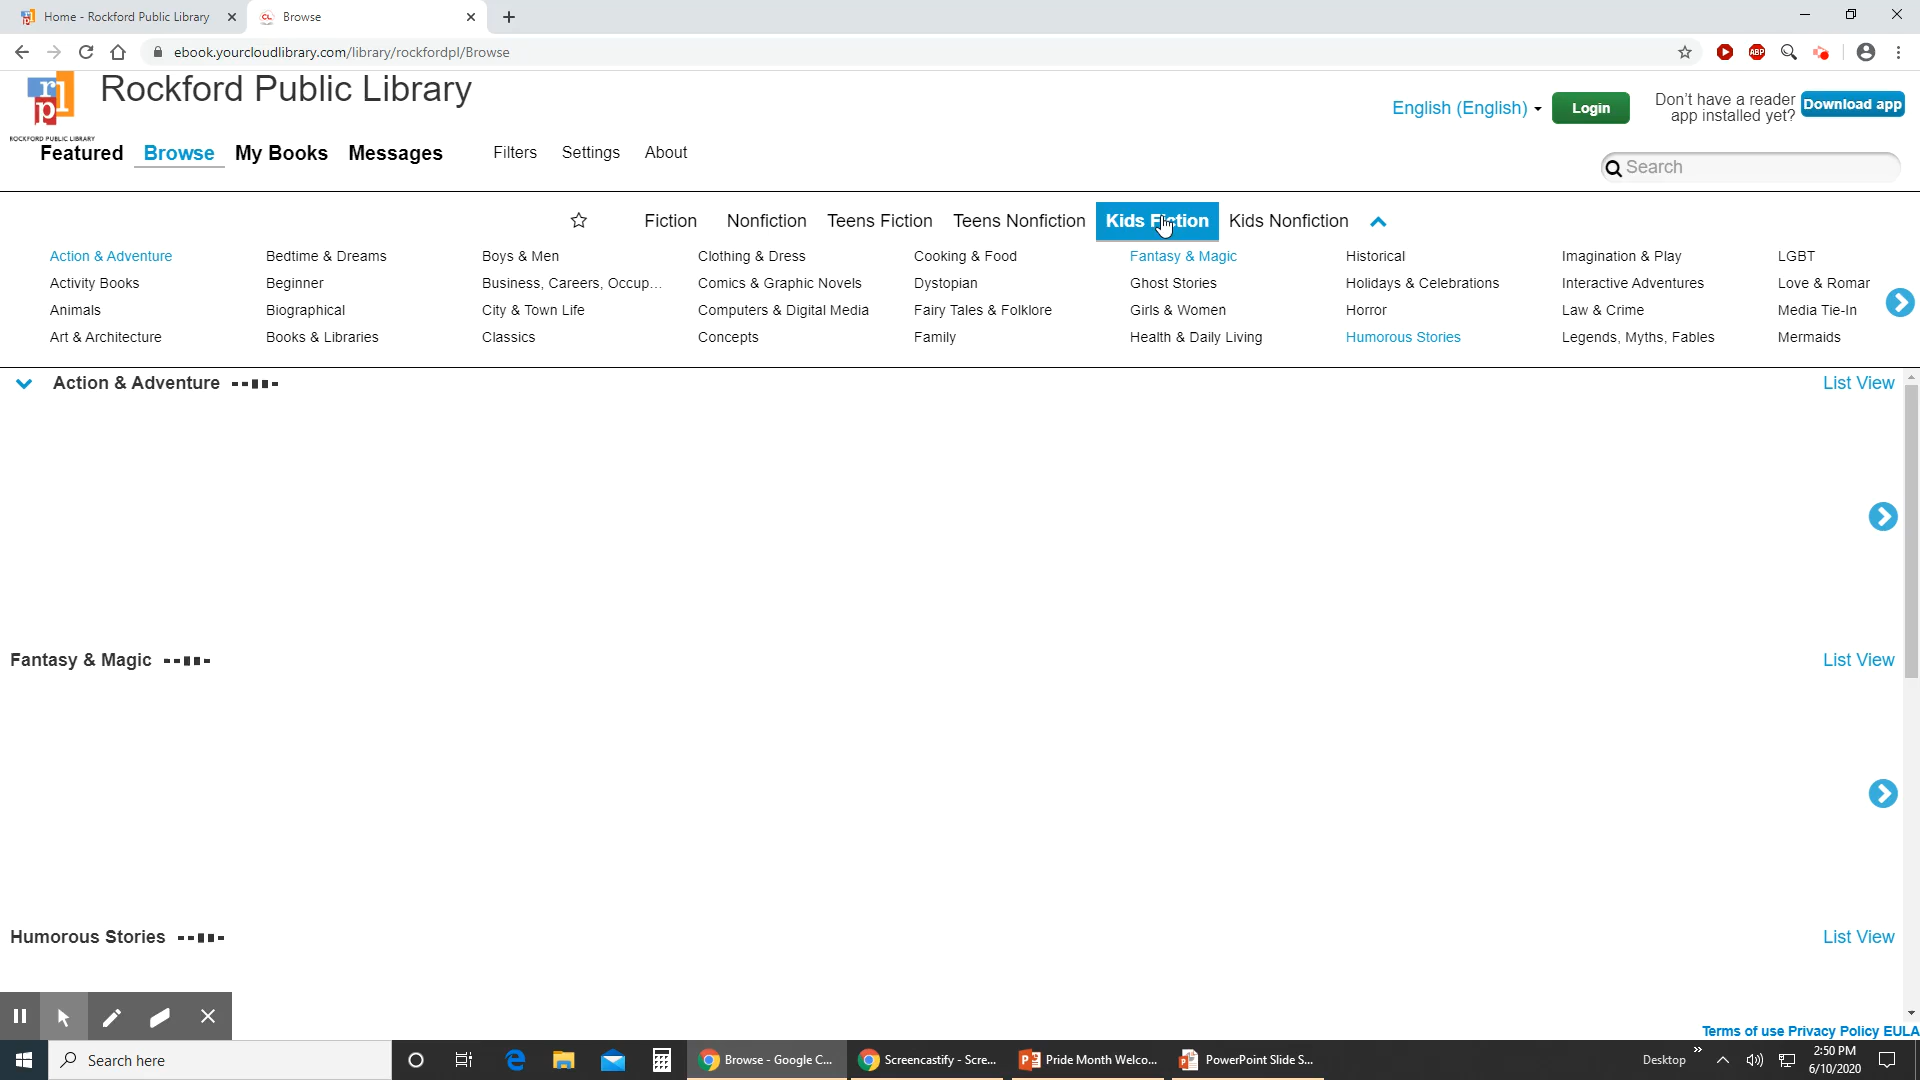 Home - Rockford Public Library
Browse
ebook.yourcloudlibrary.com/library/rockfordpl/Browse
ABP
rpl
ROCKFORD PUBLIC LIBRARY
Rockford Public Library
English (English)
Login
Don't have a reader app installed yet?
Download app
Featured Browse My Books Messages Filters Settings About
Search
Fiction Nonfiction Teens Fiction Teens Nonfiction Kids Fiction Kids Nonfiction
Action & Adventure Bedtime & Dreams Boys & Men Clothing & Dress Cooking & Food Fantasy & Magic Historical Imagination & Play LGBT
Activity Books Beginner Business, Careers, Occup... Comics & Graphic Novels Dystopian Ghost Stories Holidays & Celebrations Interactive Adventures Love & Romar
Animals Biographical City & Town Life Computers & Digital Media Fairy Tales & Folklore Girls & Women Horror Law & Crime Media Tie-In
Art & Architecture Books & Libraries Classics Concepts Family Health & Daily Living Humorous Stories Legends, Myths, Fables Mermaids
Action & Adventure List View
Fantasy & Magic List View
Humorous Stories List View
Terms of use Privacy Policy EULA
Search here
Browse - Google C...
Screencastify - Scre...
Pride Month Welco...
PowerPoint Slide S...
Desktop
2:50 PM
6/10/2020